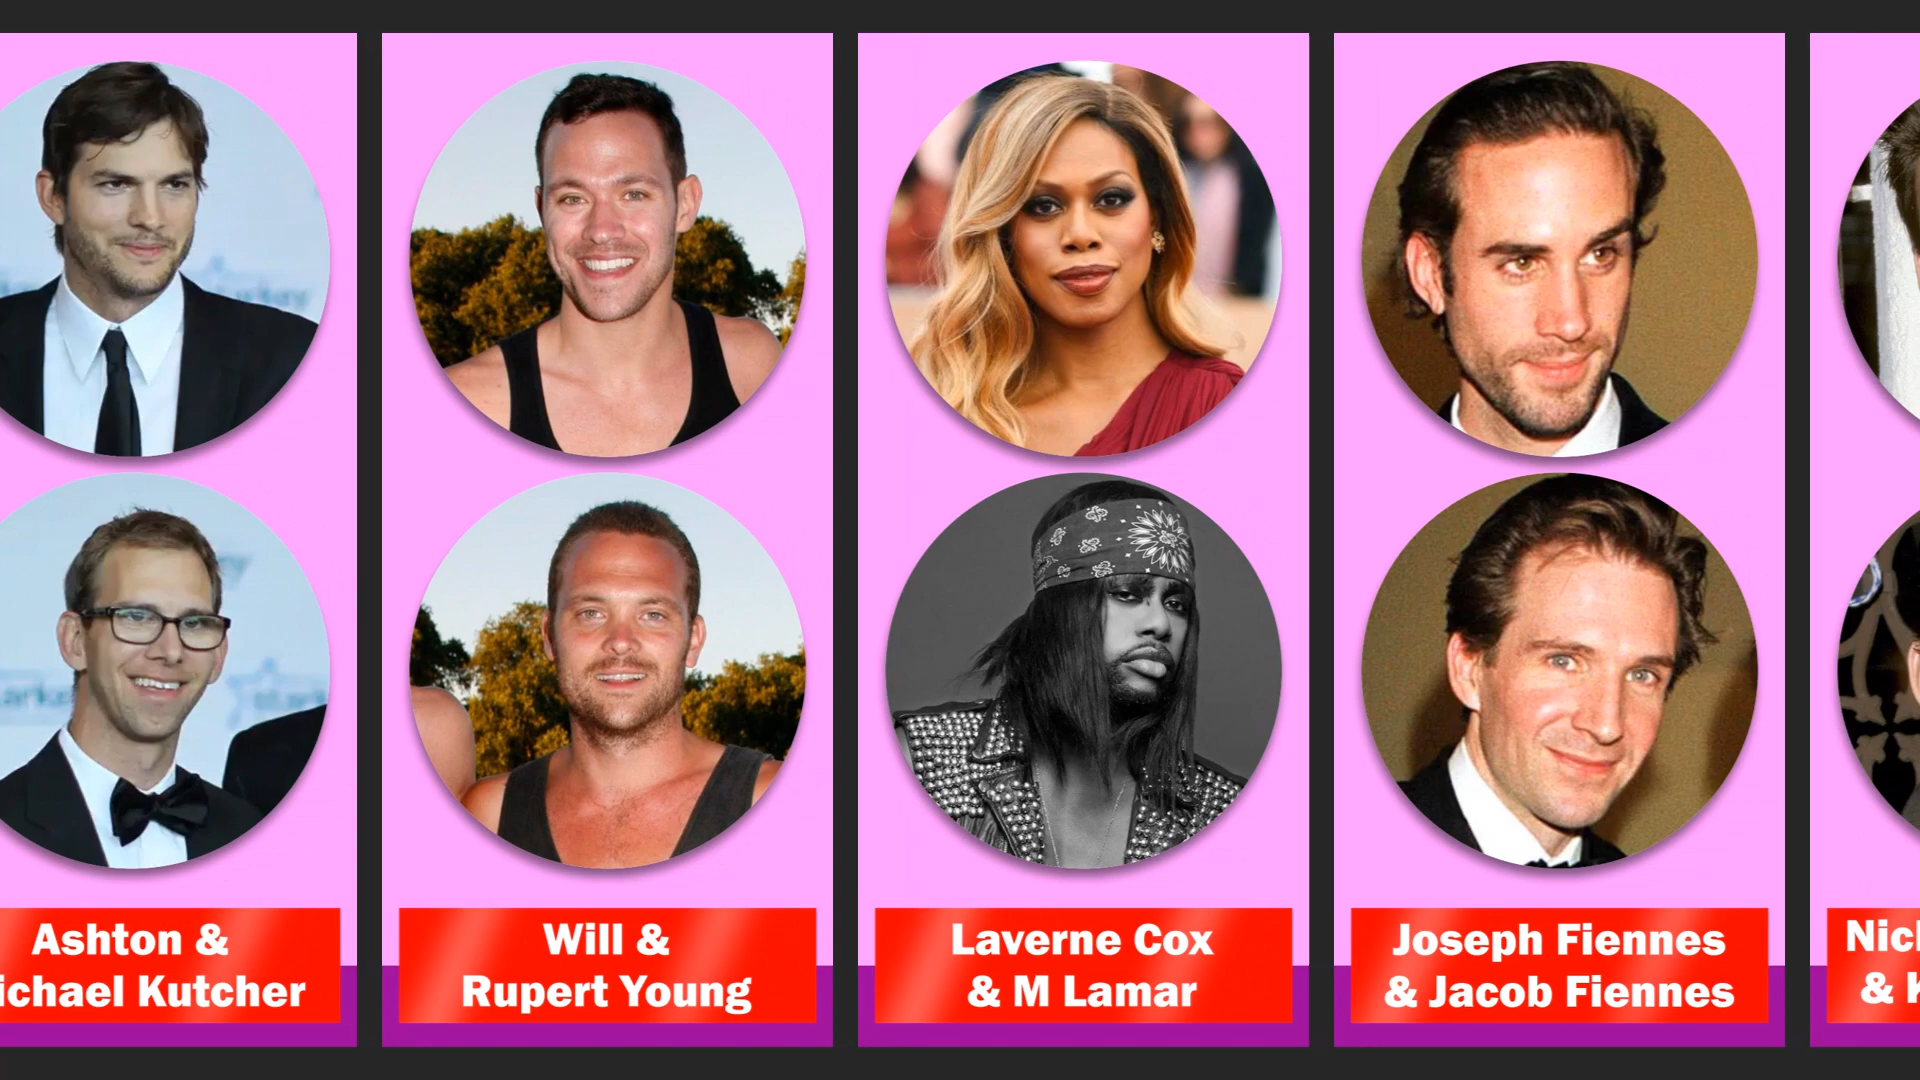 Ashton &
ichael Kutcher
Will &
Rupert Young
Laverne Cox
& M Lamar
Joseph Fiennes
& Jacob Fiennes
Nic
& K